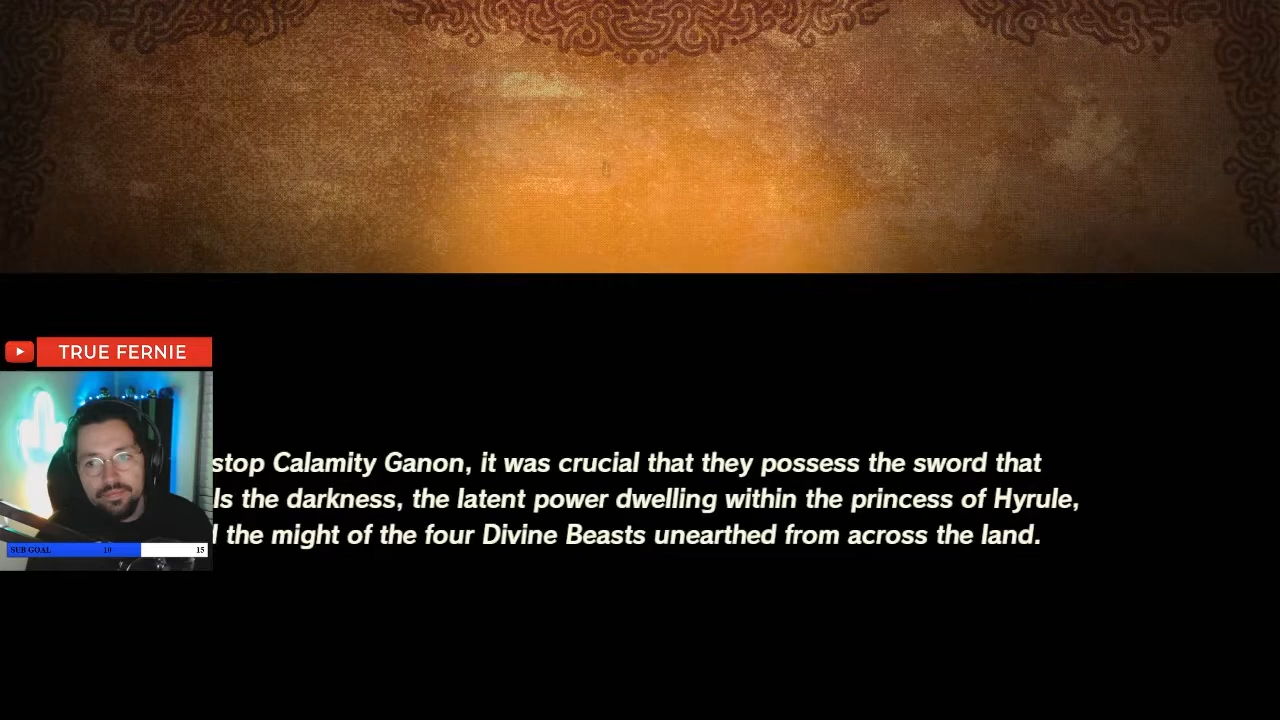 TRUE FERNIE
stop Calamity Ganon, it was crucial that they possess the sword that
ls the darkness, the latent power dwelling within the princess of Hyrule,
the might of the four Divine Beasts unearthed from across the land.
SUB GOAL 10 15